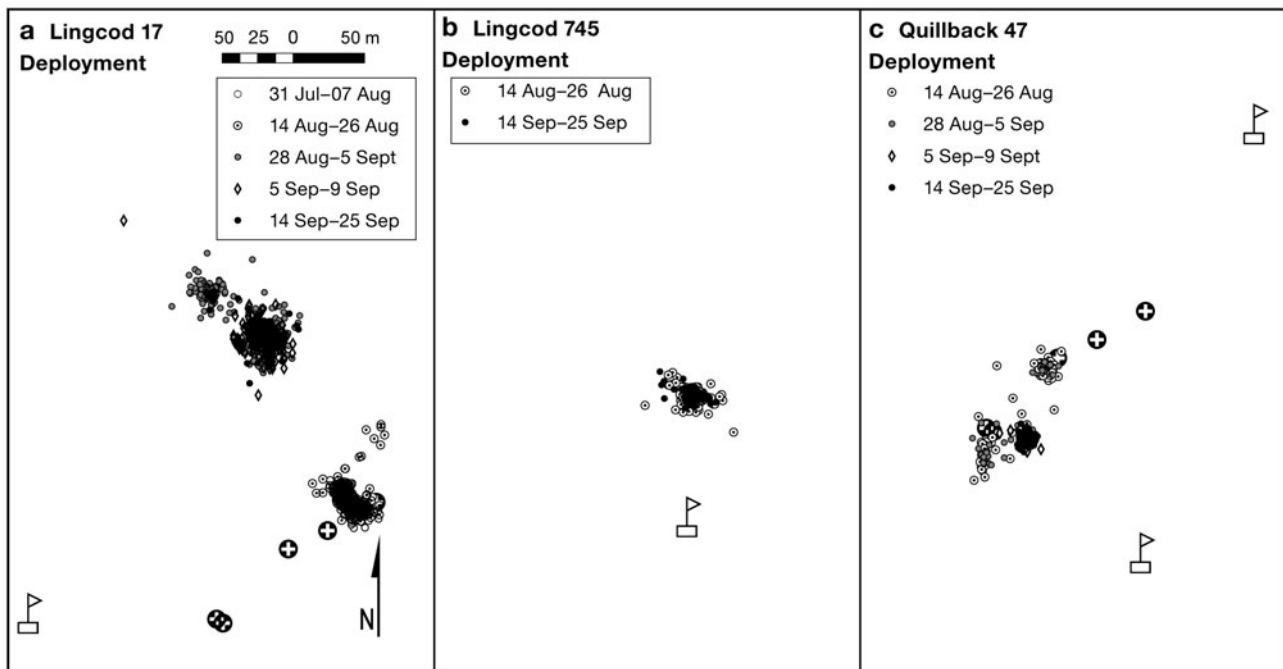 a Lingcod 17
Deployment
50 25 0 50 m
31 Jul–07 Aug
14 Aug–26 Aug
28 Aug–5 Sept
5 Sep–9 Sep
14 Sep–25 Sep
N
b Lingcod 745
Deployment
14 Aug–26 Aug
14 Sep–25 Sep
c Quillback 47
Deployment
14 Aug–26 Aug
28 Aug–5 Sep
5 Sep–9 Sept
14 Sep–25 Sep